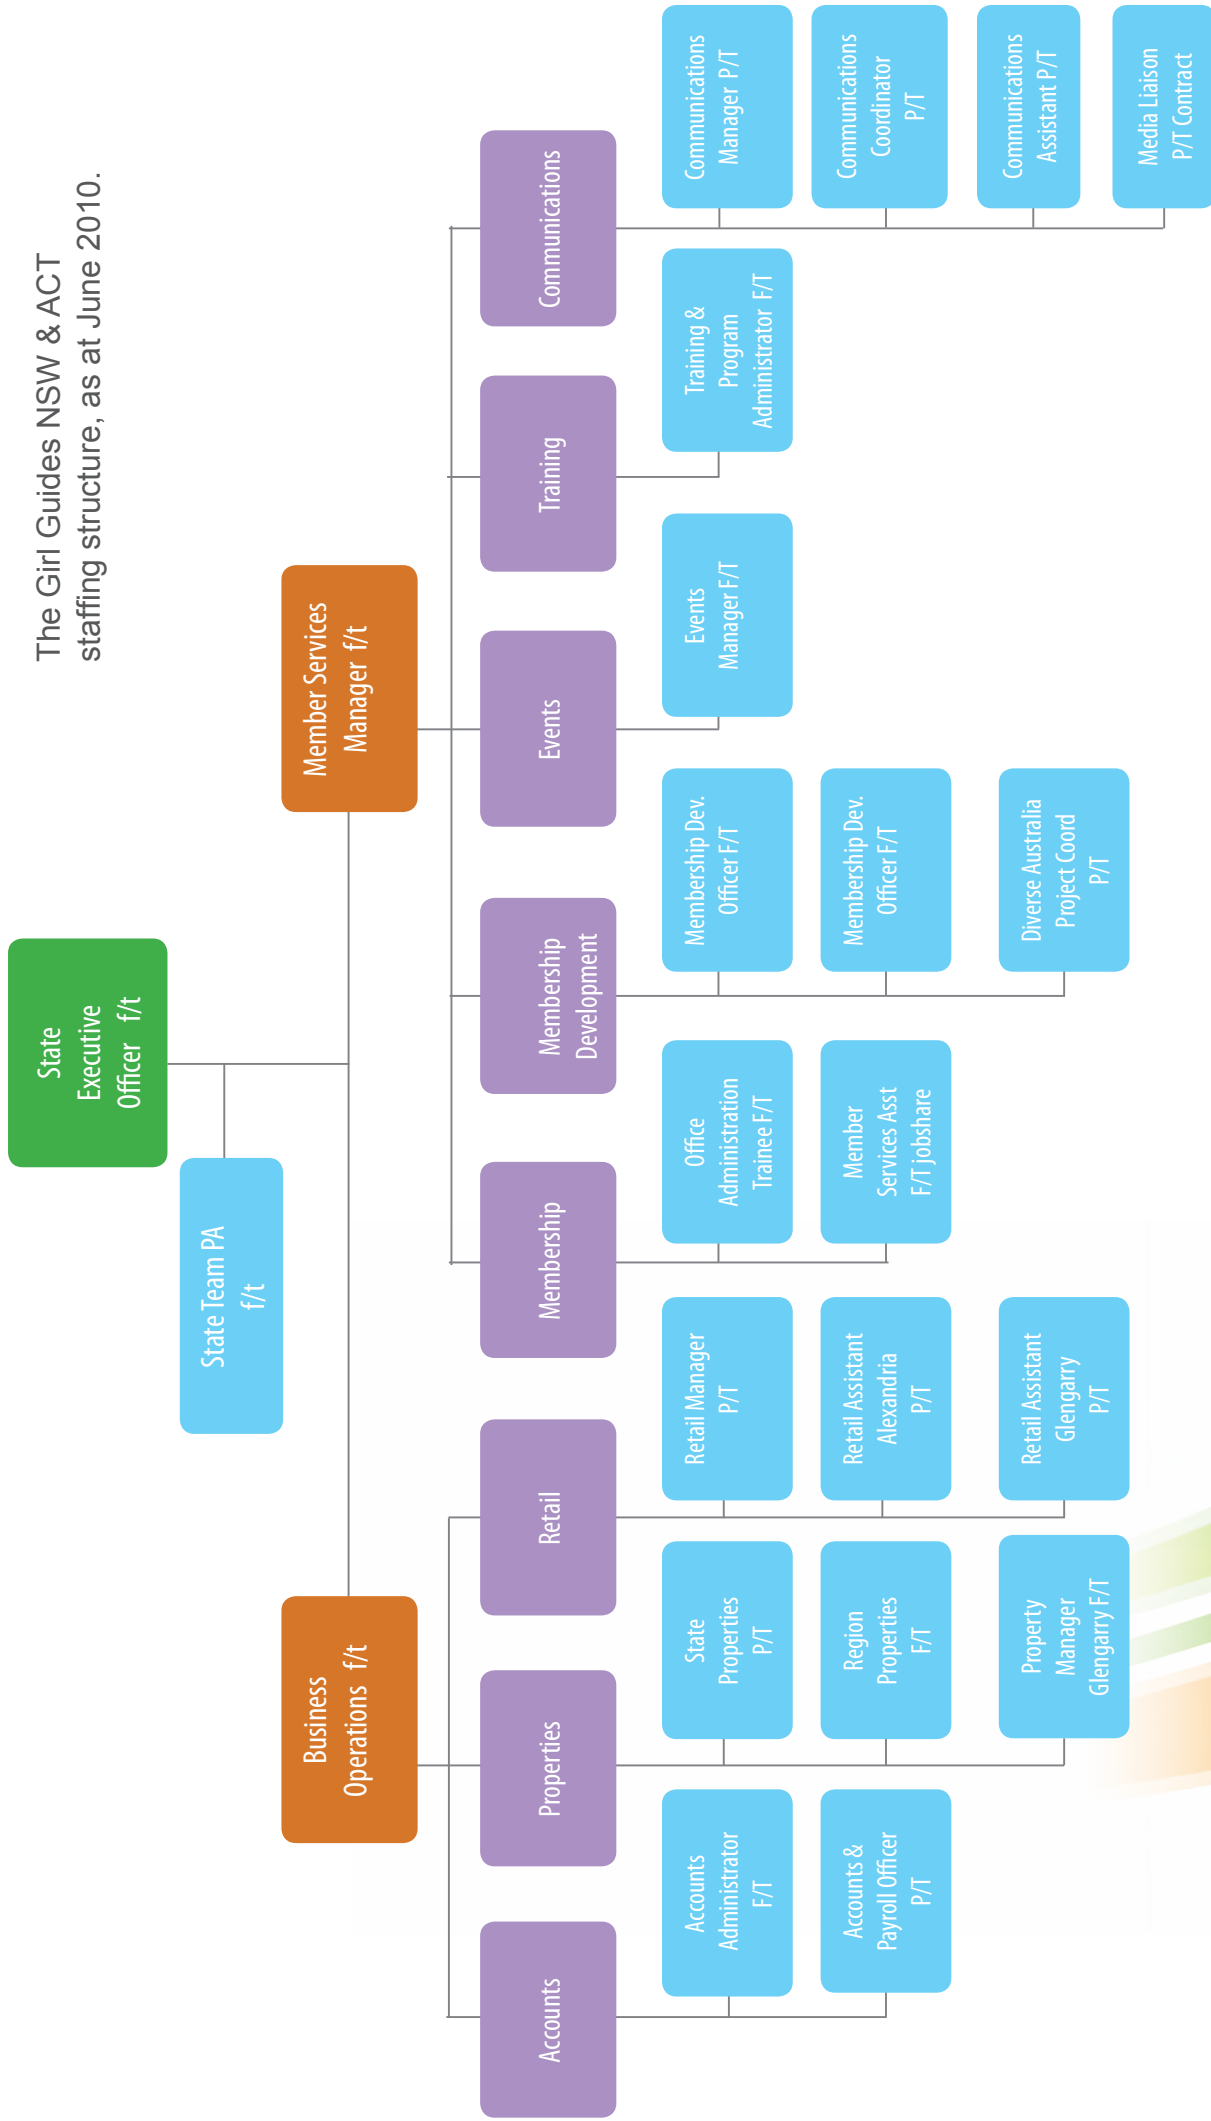 The Girl Guides NSW & ACT
staffing structure, as at June 2010.
State
Executive
Officer f/t
State Team PA
f/t
Business
Operations f/t
Member Services
Manager f/t
Accounts
Properties
Retail
Membership
Membership
Development
Events
Training
Communications
Accounts
Administrator
F/T
Accounts &
Payroll Officer
P/T
State
Properties
P/T
Region
Properties
F/T
Property
Manager
Glengarry F/T
Retail Manager
P/T
Retail Assistant
Alexandria
P/T
Retail Assistant
Glengarry
P/T
Office
Administration
Trainee F/T
Member
Services Asst
F/T jobshare
Membership Dev.
Officer F/T
Membership Dev.
Officer F/T
Diverse Australia
Project Coord
P/T
Events
Manager F/T
Training &
Program
Administrator F/T
Communications
Manager P/T
Communications
Coordinator
P/T
Communications
Assistant P/T
Media Liaison
P/T Contract